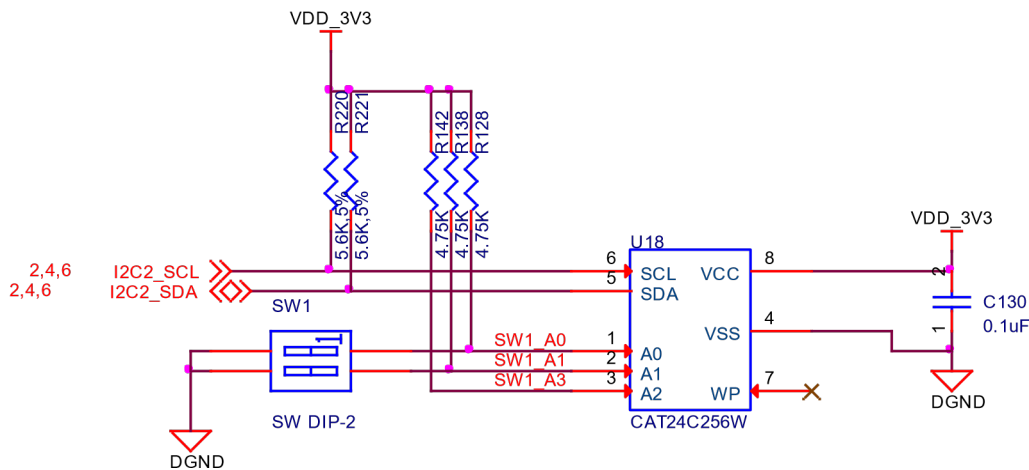 VDD_3V3
R220
R221
R142
R138
R128
5.6K,5%
5.6K,5%
4.75K
4.75K
4.75K
VDD_3V3
U18
2,4,6 I2C2_SCL 6 SCL VCC 8 2
2,4,6 I2C2_SDA 5 SDA
SW1
C130
0.1uF
VSS 4 1
SW1_A0 1 A0
SW1_A1 2 A1
SW1_A3 3 A2 WP 7
DGND
SW DIP-2
CAT24C256W
DGND